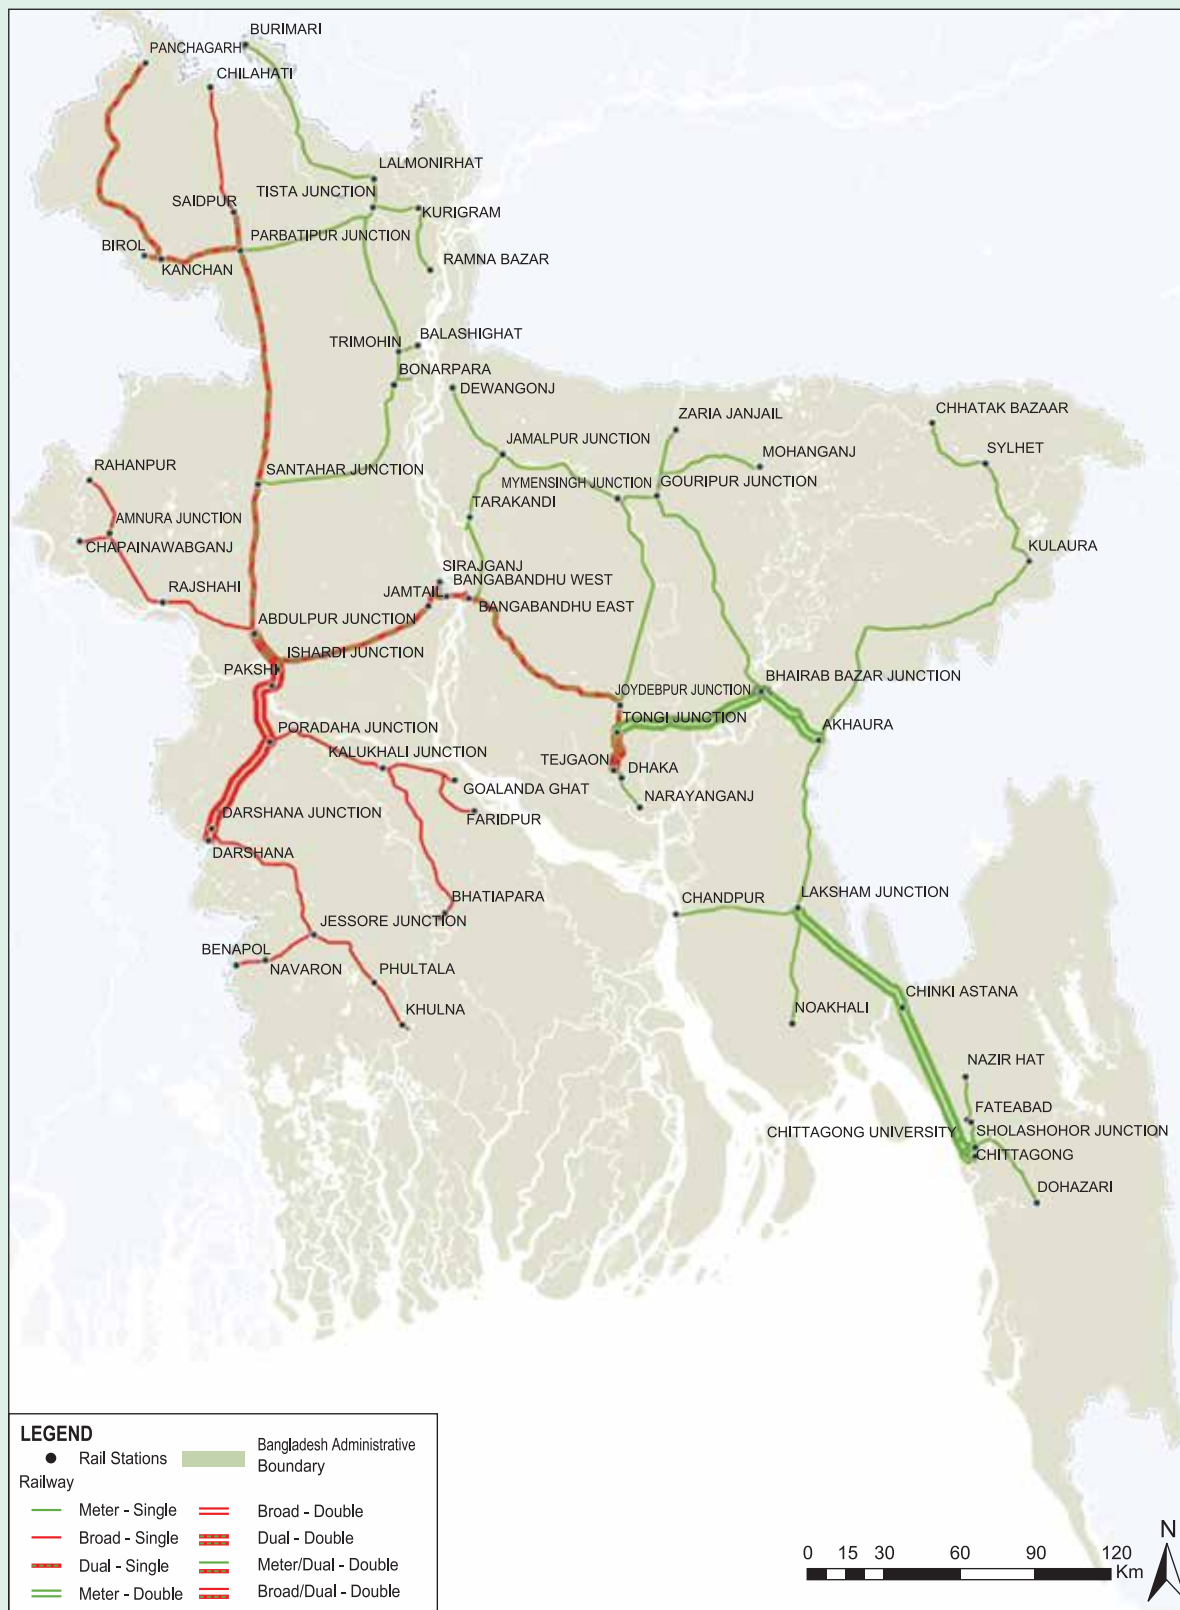 BURIMARI
PANCHAGARH
CHILAHATI
LALMONIRHAT
TISTA JUNCTION
SAIDPUR
KURIGRAM
PARBATIPUR JUNCTION
BIROL
KANCHAN
RAMNA BAZAR
TRIMOHIN
BALASHIGHAT
BONARPARA
DEWANGONJ
ZARIA JANJAIL
CHHATAK BAZAAR
JAMALPUR JUNCTION
MOHANGANJ
SYLHET
RAHANPUR
SANTAHAR JUNCTION
MYMENSINGH JUNCTION
GOURIPUR JUNCTION
TARAKANDI
AMNURA JUNCTION
CHAPAINAWABGANJ
KULAURA
SIRAJGANJ
BANGABANDHU WEST
RAJSHAHI
JAMTAIL
BANGABANDHU EAST
ABDULPUR JUNCTION
ISHARDI JUNCTION
PAKSHI
BHAIRAB BAZAR JUNCTION
JOYDEBPUR JUNCTION
TONGI JUNCTION
PORADAHA JUNCTION
AKHAURA
KALUKHALI JUNCTION
TEJGAON
DHAKA
GOALANDA GHAT
NARAYANGANJ
DARSHANA JUNCTION
FARIDPUR
DARSHANA
BHATIAPARA
CHANDPUR
LAKSHAM JUNCTION
JESSORE JUNCTION
BENAPOL
NAVARON
PHULTALA
CHINKI ASTANA
KHULNA
NOAKHALI
NAZIR HAT
FATEABAD
CHITTAGONG UNIVERSITY
SHOLASHOHOR JUNCTION
CHITTAGONG
DOHAZARI
LEGEND
Rail Stations
Bangladesh Administrative
Boundary
Railway
Meter - Single
Broad - Double
Broad - Single
Dual - Double
Dual - Single
Meter/Dual - Double
Meter - Double
Broad/Dual - Double
N
0 15 30 60 90 120
Km